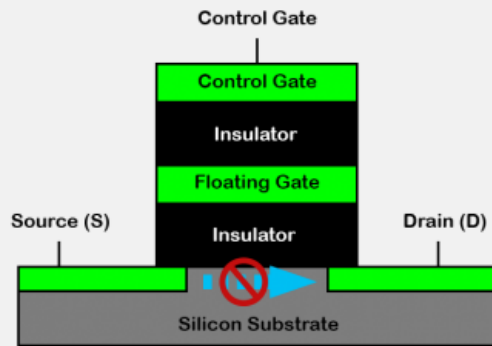 Control Gate
Control Gate
Insulator
Floating Gate
Source (S)
Drain (D)
Insulator
Silicon Substrate